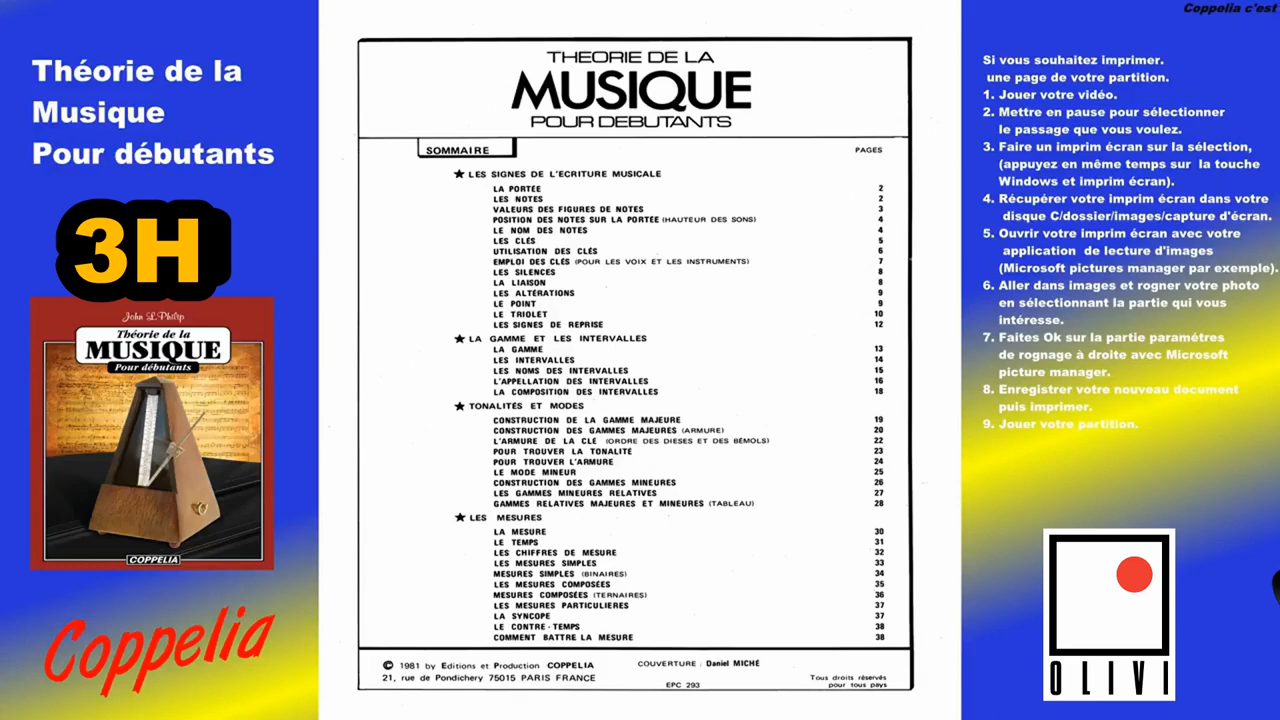 Coppelia c'est
Théorie de la
Musique
Pour débutants
3H
John L. Philip
Théorie de la
MUSIQUE
Pour débutants
COPPELIA
Coppelia
THEORIE DE LA
MUSIQUE
POUR DEBUTANTS
SOMMAIRE PAGES
★ LES SIGNES DE L'ECRITURE MUSICALE
LA PORTÉE 2
LES NOTES 2
VALEURS DES FIGURES DE NOTES 3
POSITION DES NOTES SUR LA PORTÉE (HAUTEUR DES SONS) 4
LE NOM DES NOTES 4
LES CLÉS 5
UTILISATION DES CLÉS 6
EMPLOI DES CLÉS (POUR LES VOIX ET LES INSTRUMENTS) 7
LES SILENCES 8
LA LIAISON 8
LES ALTÉRATIONS 9
LE POINT 9
LE TRIOLET 10
LES SIGNES DE REPRISE 12
★ LA GAMME ET LES INTERVALLES
LA GAMME 13
LES INTERVALLES 14
LES NOMS DES INTERVALLES 15
L'APPELLATION DES INTERVALLES 16
LA COMPOSITION DES INTERVALLES 18
★ TONALITÉS ET MODES
CONSTRUCTION DE LA GAMME MAJEURE 19
CONSTRUCTION DES GAMMES MAJEURES (ARMURE) 20
L'ARMURE DE LA CLÉ (ORDRE DES DIESES ET DES BÉMOLS) 22
POUR TROUVER LA TONALITÉ 23
POUR TROUVER L'ARMURE 24
LE MODE MINEUR 25
CONSTRUCTION DES GAMMES MINEURES 26
LES GAMMES MINEURES RELATIVES 27
GAMMES RELATIVES MAJEURES ET MINEURES (TABLEAU) 28
★ LES MESURES
LA MESURE 30
LE TEMPS 31
LES CHIFFRES DE MESURE 32
LES MESURES SIMPLES 33
MESURES SIMPLES (BINAIRES) 34
LES MESURES COMPOSÉES 35
MESURES COMPOSÉES (TERNAIRES) 36
LES MESURES PARTICULIERES 37
LA SYNCOPE 37
LE CONTRE-TEMPS 38
COMMENT BATTRE LA MESURE 38
© 1981 by Editions et Production COPPELIA
21, rue de Pondichery 75015 PARIS FRANCE
COUVERTURE : Daniel MICHÉ
EPC 293
Tous droits réservés
pour tous pays
Si vous souhaitez imprimer.
une page de votre partition.
1. Jouer votre vidéo.
2. Mettre en pause pour sélectionner
le passage que vous voulez.
3. Faire un imprim écran sur la sélection,
(appuyez en même temps sur la touche
Windows et imprim écran).
4. Récupérer votre imprim écran dans votre
disque C/dossier/images/capture d'écran.
5. Ouvrir votre imprim écran avec votre
application de lecture d'images
(Microsoft pictures manager par exemple).
6. Aller dans images et rogner votre photo
en sélectionnant la partie qui vous
intéresse.
7. Faites Ok sur la partie paramétres
de rognage à droite avec Microsoft
picture manager.
8. Enregistrer votre nouveau document
puis imprimer.
9. Jouer votre partition.
OLIVI